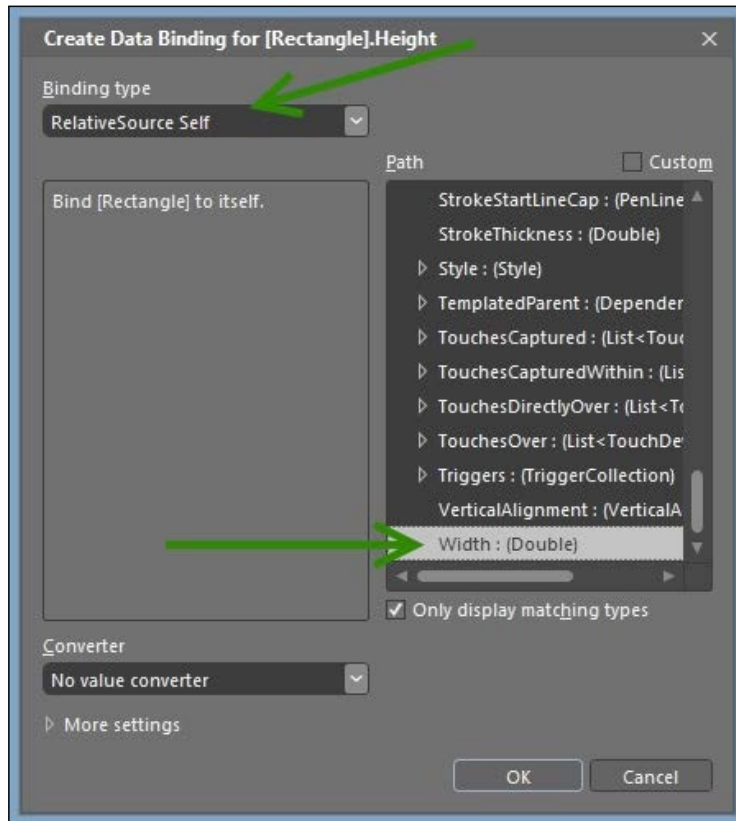 Create Data Binding for [Rectangle].Height
Binding type
RelativeSource Self
Path
Custom
Bind [Rectangle] to itself.
StrokeStartLineCap : (PenLine
StrokeThickness : (Double)
Style : (Style)
TemplatedParent : (Depender
TouchesCaptured : (List<Touc
TouchesCapturedWithin : (Lis
TouchesDirectlyOver : (List<To
TouchesOver : (List<TouchDe
Triggers : (TriggerCollection)
VerticalAlignment : (VerticalA
Width : (Double)
Only display matching types
Converter
No value converter
More settings
OK
Cancel